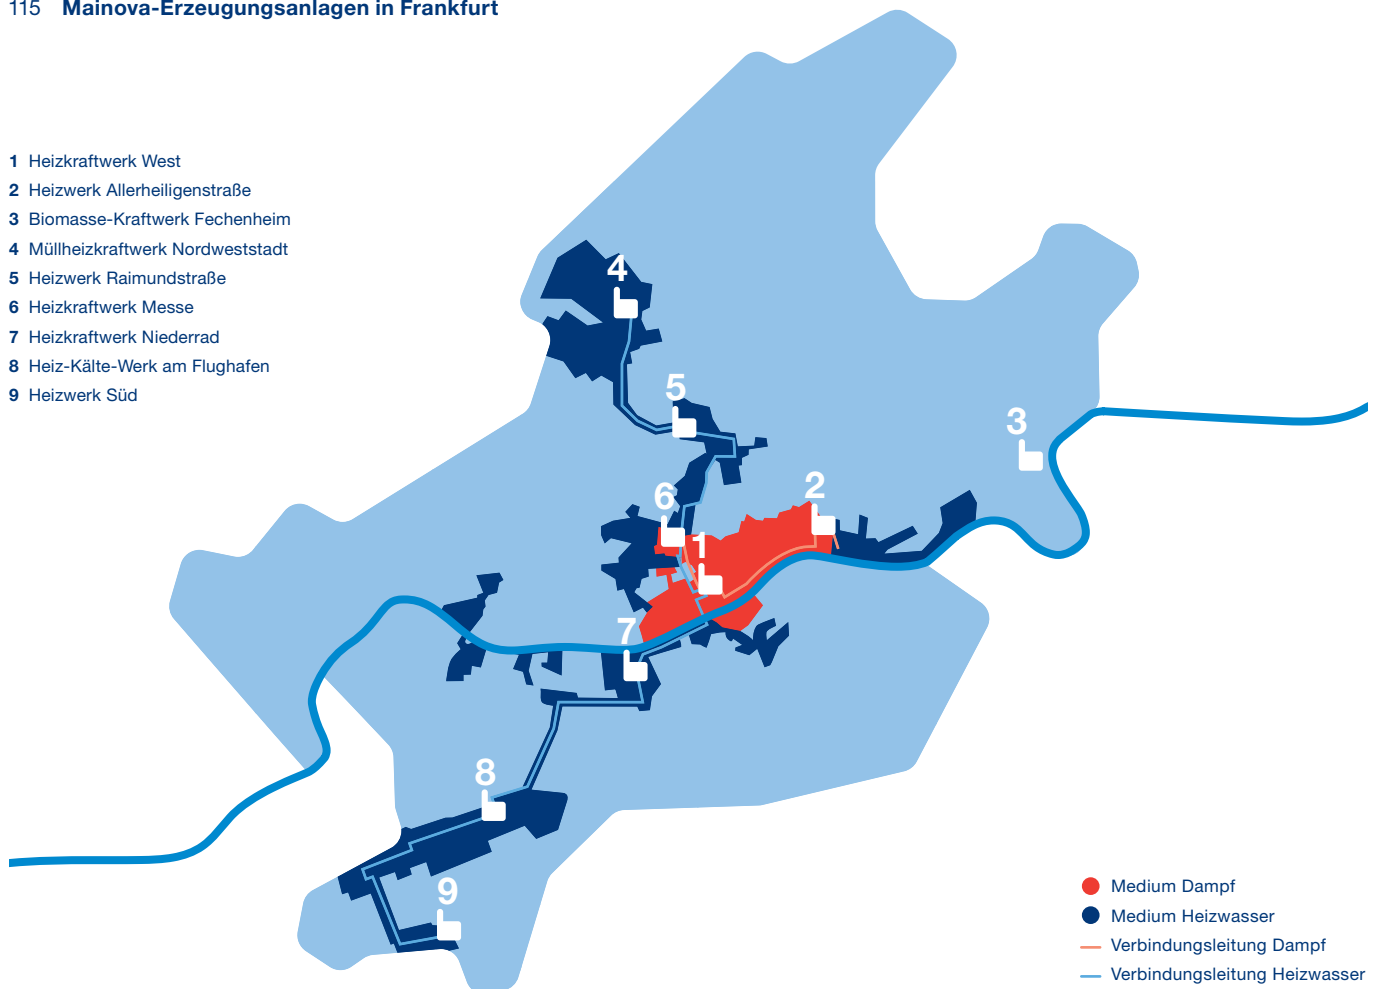 115 Mainova-Erzeugungsanlagen in Frankfurt
1 Heizkraftwerk West
2 Heizwerk Allerheiligenstraße
3 Biomasse-Kraftwerk Fechenheim
4 Müllheizkraftwerk Nordweststadt
5 Heizwerk Raimundstraße
6 Heizkraftwerk Messe
7 Heizkraftwerk Niederrad
8 Heiz-Kälte-Werk am Flughafen
9 Heizwerk Süd
4
5
3
2
6
1
7
8
9
Medium Dampf
Medium Heizwasser
Verbindungsleitung Dampf
Verbindungsleitung Heizwasser